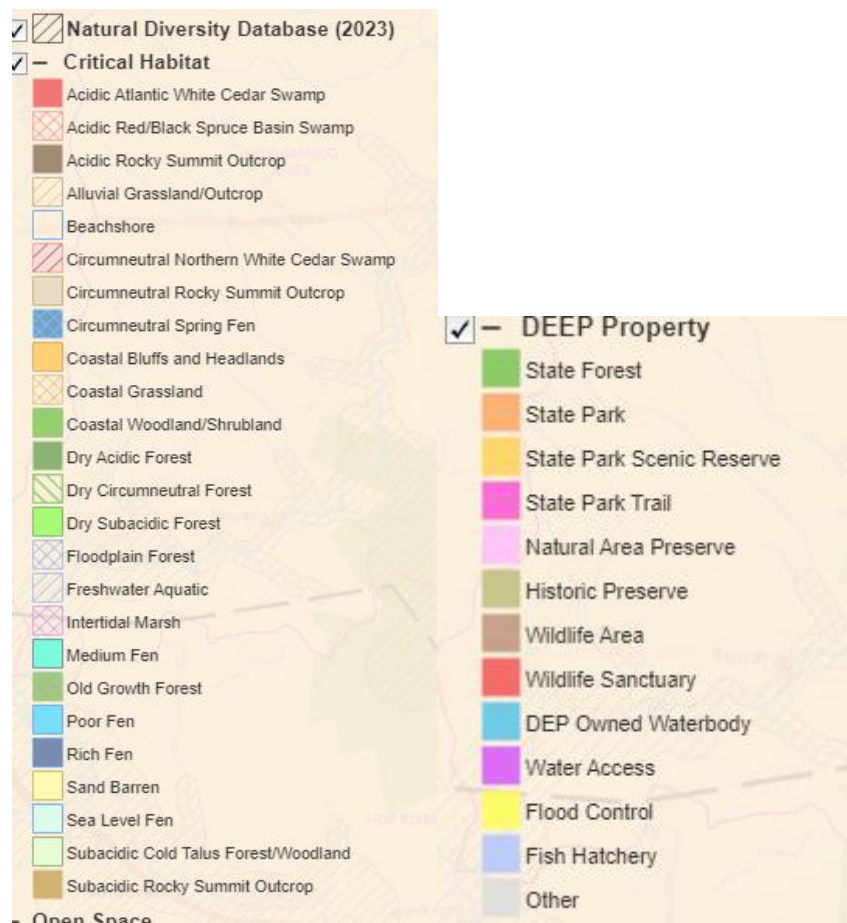 Natural Diversity Database (2023)
Critical Habitat
Acidic Atlantic White Cedar Swamp
Acidic Red/Black Spruce Basin Swamp
Acidic Rocky Summit Outcrop
Alluvial Grassland/Outcrop
Beachshore
Circumneutral Northern White Cedar Swamp
Circumneutral Rocky Summit Outcrop
Circumneutral Spring Fen
Coastal Bluffs and Headlands
Coastal Grassland
Coastal Woodland/Shrubland
Dry Acidic Forest
Dry Circumneutral Forest
Dry Subacidic Forest
Floodplain Forest
Freshwater Aquatic
Intertidal Marsh
Medium Fen
Old Growth Forest
Poor Fen
Rich Fen
Sand Barren
Sea Level Fen
Subacidic Cold Talus Forest/Woodland
Subacidic Rocky Summit Outcrop
Open Space
DEEP Property
State Forest
State Park
State Park Scenic Reserve
State Park Trail
Natural Area Preserve
Historic Preserve
Wildlife Area
Wildlife Sanctuary
DEP Owned Waterbody
Water Access
Flood Control
Fish Hatchery
Other